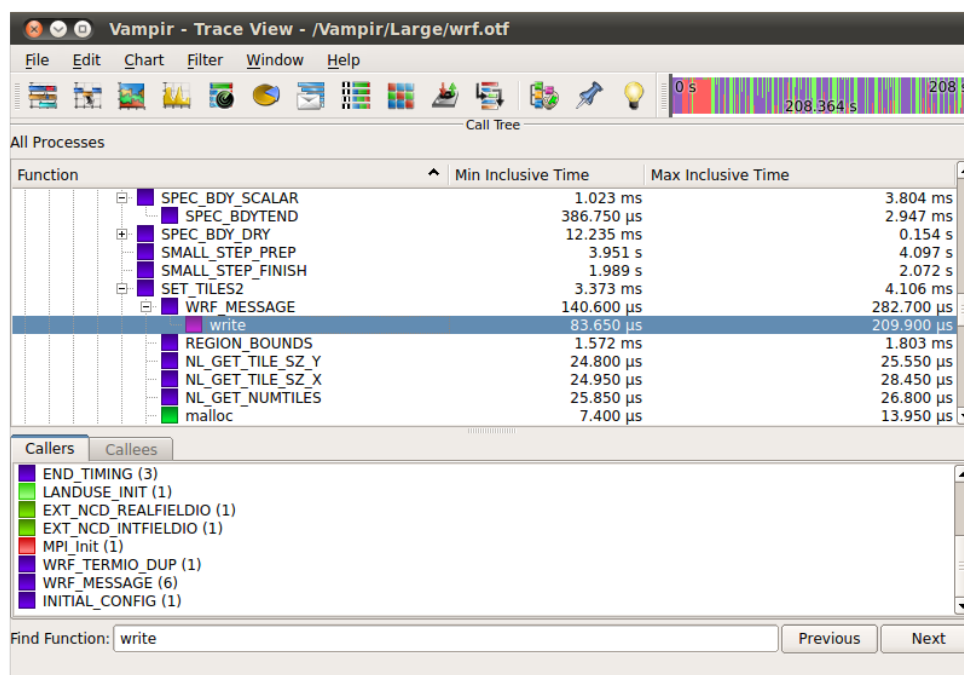 Vampir - Trace View - /Vampir/Large/wrf.otf
File Edit Chart Filter Window Help
0 s 208.364 s 208 s
Call Tree
All Processes
Function Min Inclusive Time Max Inclusive Time
SPEC_BDY_SCALAR 1.023 ms 3.804 ms
SPEC_BDYTEND 386.750 µs 2.947 ms
SPEC_BDY_DRY 12.235 ms 0.154 s
SMALL_STEP_PREP 3.951 s 4.097 s
SMALL_STEP_FINISH 1.989 s 2.072 s
SET_TILES2 3.373 ms 4.106 ms
WRF_MESSAGE 140.600 µs 282.700 µs
write 83.650 µs 209.900 µs
REGION_BOUNDS 1.572 ms 1.803 ms
NL_GET_TILE_SZ_Y 24.800 µs 25.550 µs
NL_GET_TILE_SZ_X 24.950 µs 28.450 µs
NL_GET_NUMTILES 25.850 µs 26.800 µs
malloc 7.400 µs 13.950 µs
Callers Callees
END_TIMING (3)
LANDUSE_INIT (1)
EXT_NCD_REALFIELDIO (1)
EXT_NCD_INTFIELDIO (1)
MPI_Init (1)
WRF_TERMIO_DUP (1)
WRF_MESSAGE (6)
INITIAL_CONFIG (1)
Find Function: write Previous Next